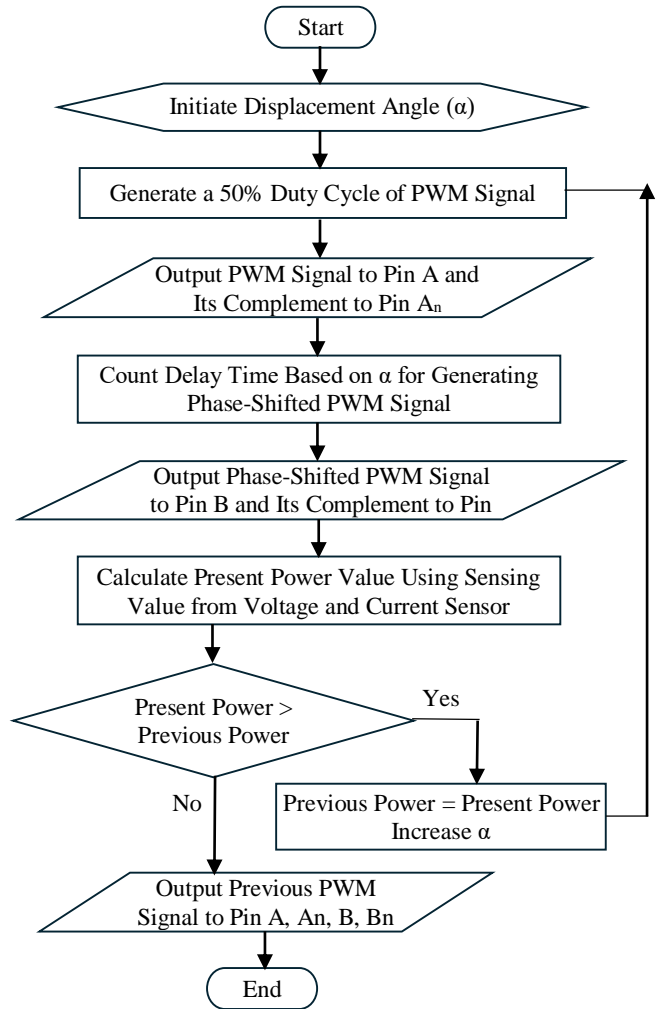 Start
Initiate Displacement Angle (α)
Generate a 50% Duty Cycle of PWM Signal
Output PWM Signal to Pin A and
Its Complement to Pin Aₙ
Count Delay Time Based on α for Generating
Phase-Shifted PWM Signal
Output Phase-Shifted PWM Signal
to Pin B and Its Complement to Pin
Calculate Present Power Value Using Sensing
Value from Voltage and Current Sensor
Present Power >
Previous Power
Yes
Previous Power = Present Power
Increase α
No
Output Previous PWM
Signal to Pin A, An, B, Bn
End